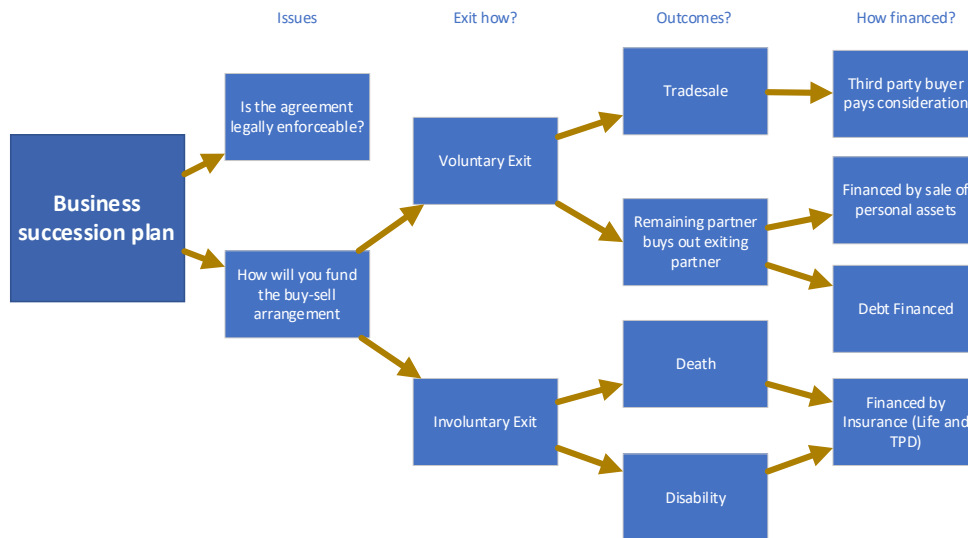 Issues
Exit how?
Outcomes?
How financed?
Is the agreement
legally enforceable?
Business
succession plan
How will you fund
the buy-sell
arrangement
Voluntary Exit
Involuntary Exit
Tradesale
Remaining partner
buys out exiting
partner
Death
Disability
Third party buyer
pays consideration
Financed by sale of
personal assets
Debt Financed
Financed by
Insurance (Life and
TPD)